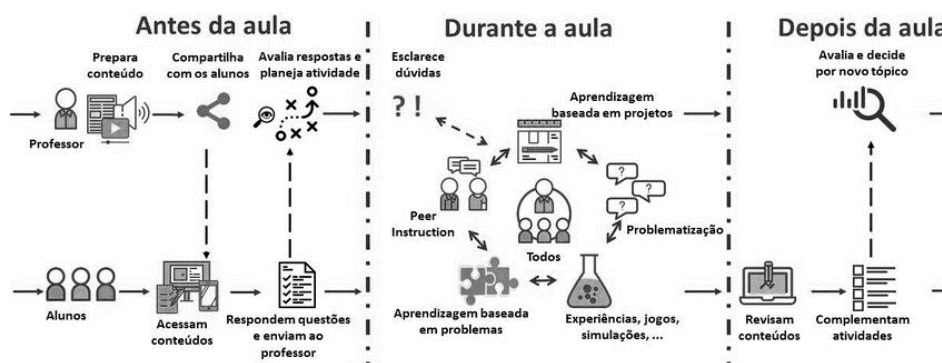 Antes da aula
Durante a aula
Depois da aula
Prepara
conteúdo
Compartilha
com os alunos
Avalia respostas e
planeja atividade
Professor
Alunos
Acessam
conteúdos
Respondem questões
e enviam ao
professor
Esclarece
dúvidas
? !
Aprendizagem
baseada em projetos
Peer
Instruction
?
?
?
Problematização
Todos
Aprendizagem baseada
em problemas
Experiências, jogos,
simulações, ...
Avalia e decide
por novo tópico
Revisam
conteúdos
Complementam
atividades